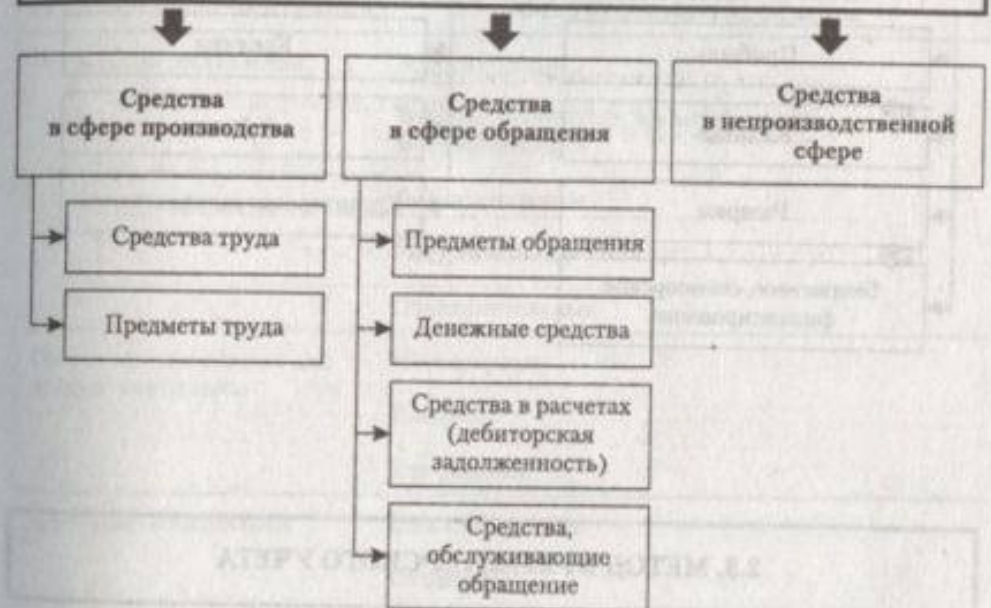 Средства
в сфере производства
Средства
в сфере обращения
Средства
в непроизводственной
сфере
Средства труда
Предметы обращения
Предметы труда
Денежные средства
Средства в расчетах
(дебиторская
задолженность)
Средства,
обслуживающие
обращение